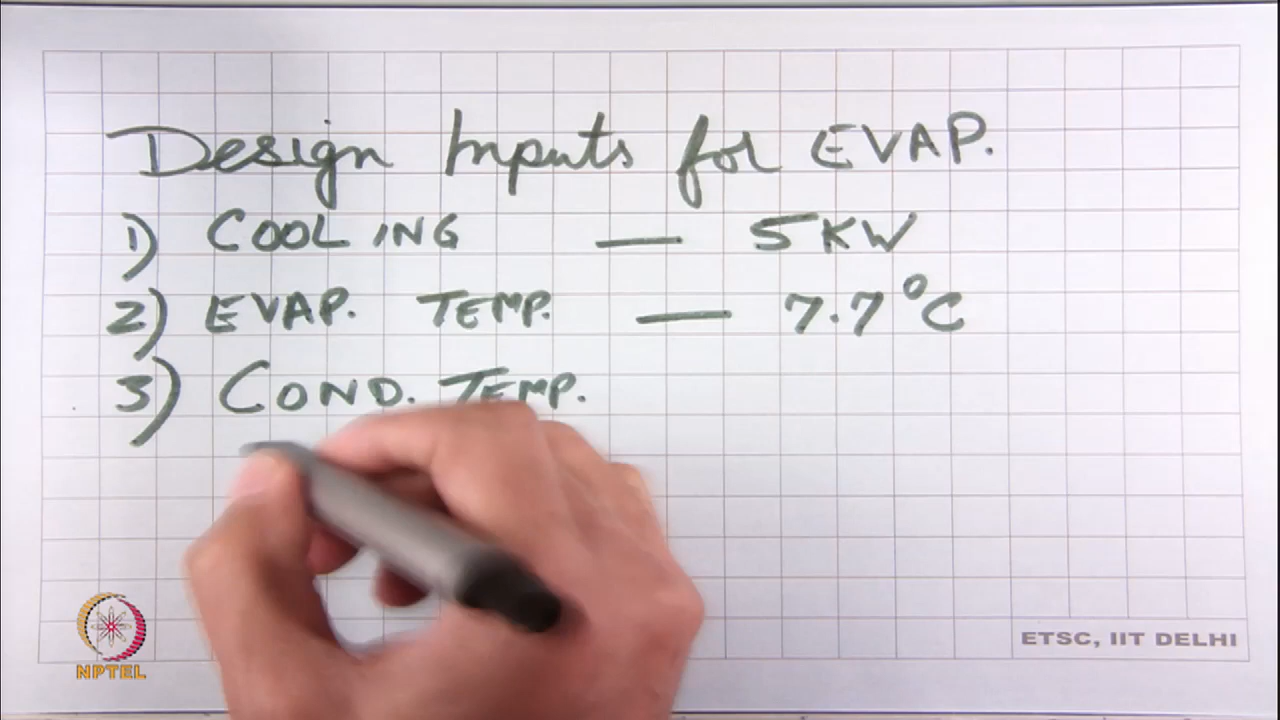 Design Inputs for EVAP.
1) COOLING — 5KW
2) EVAP. TEMP. — 7.7°C
3) COND. TEMP.
NPTEL
ETSC, IIT DELHI